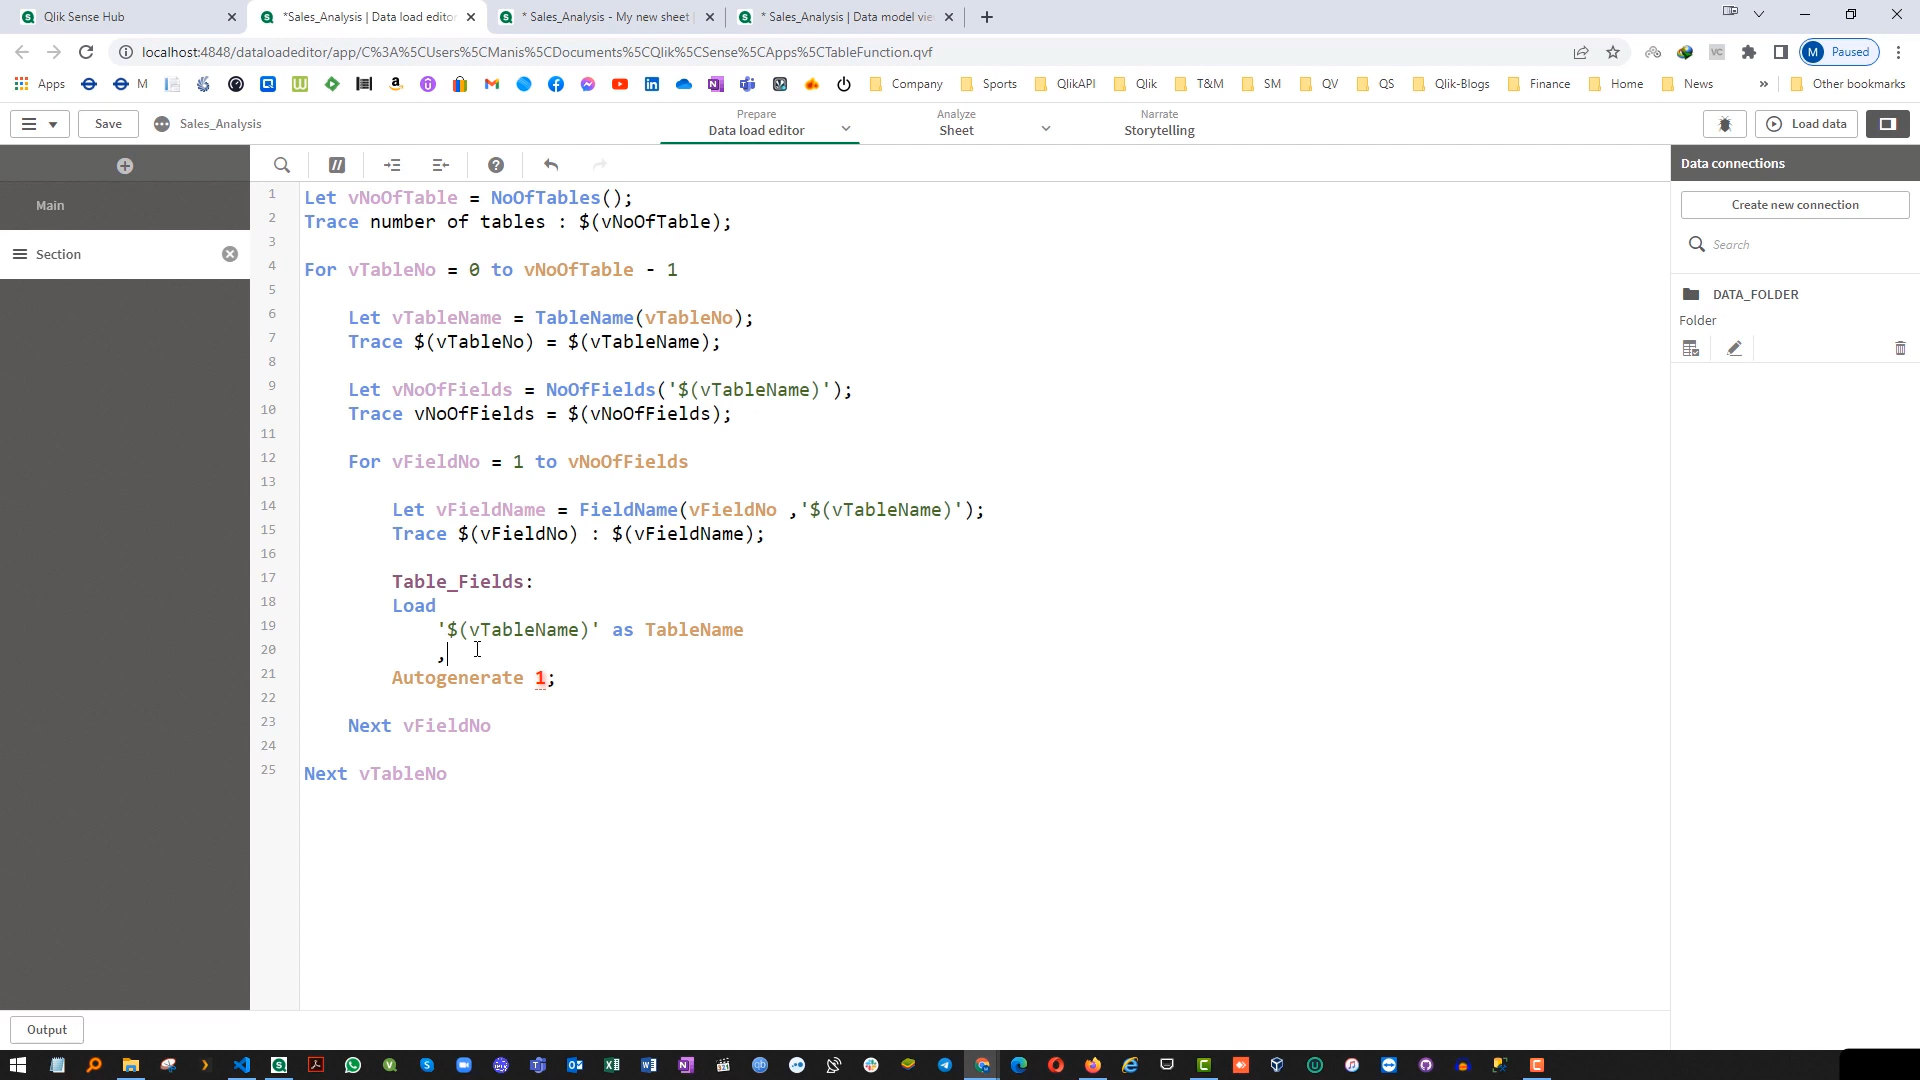 Qlik Sense Hub
*Sales_Analysis | Data load editor
* Sales_Analysis - My new sheet |
* Sales_Analysis | Data model vie
localhost:4848/dataloadeditor/app/C%3A%5CUsers%5CManis%5CDocuments%5CQlik%5CSense%5CApps%5CTableFunction.qvf
VC
M Paused
Apps
M
Company
Sports
QlikAPI
Qlik
T&M
SM
QV
QS
Qlik-Blogs
Finance
Home
News
»
Other bookmarks
Save
Sales_Analysis
Prepare
Data load editor
Analyze
Sheet
Narrate
Storytelling
Load data
Main
Section
1 Let vNoOfTable = NoOfTables();
2 Trace number of tables : $(vNoOfTable);
3
4 For vTableNo = 0 to vNoOfTable - 1
5
6 Let vTableName = TableName(vTableNo);
7 Trace $(vTableNo) = $(vTableName);
8
9 Let vNoOfFields = NoOfFields('$(vTableName)');
10 Trace vNoOfFields = $(vNoOfFields);
11
12 For vFieldNo = 1 to vNoOfFields
13
14 Let vFieldName = FieldName(vFieldNo ,'$(vTableName)');
15 Trace $(vFieldNo) : $(vFieldName);
16
17 Table_Fields:
18 Load
19 '$(vTableName)' as TableName
20 ,
21 Autogenerate 1;
22
23 Next vFieldNo
24
25 Next vTableNo
Data connections
Create new connection
Search
DATA_FOLDER
Folder
Output